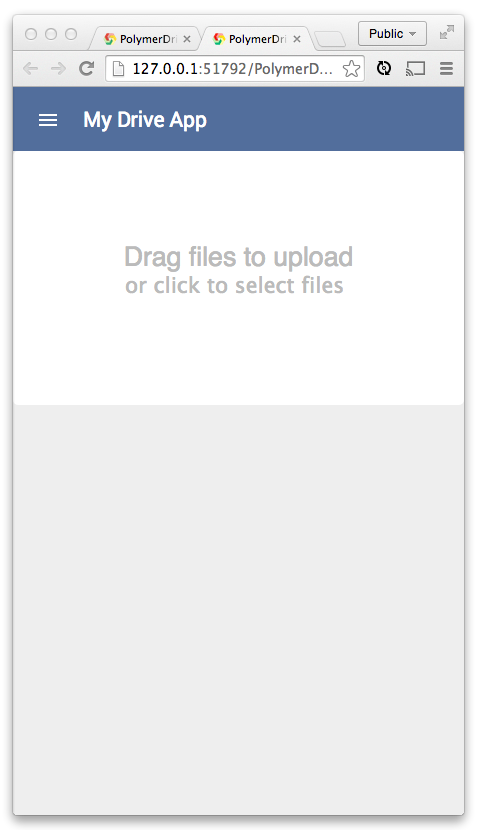 PolymerDri
PolymerDri
Public
127.0.0.1:51792/PolymerD...
My Drive App
Drag files to upload
or click to select files